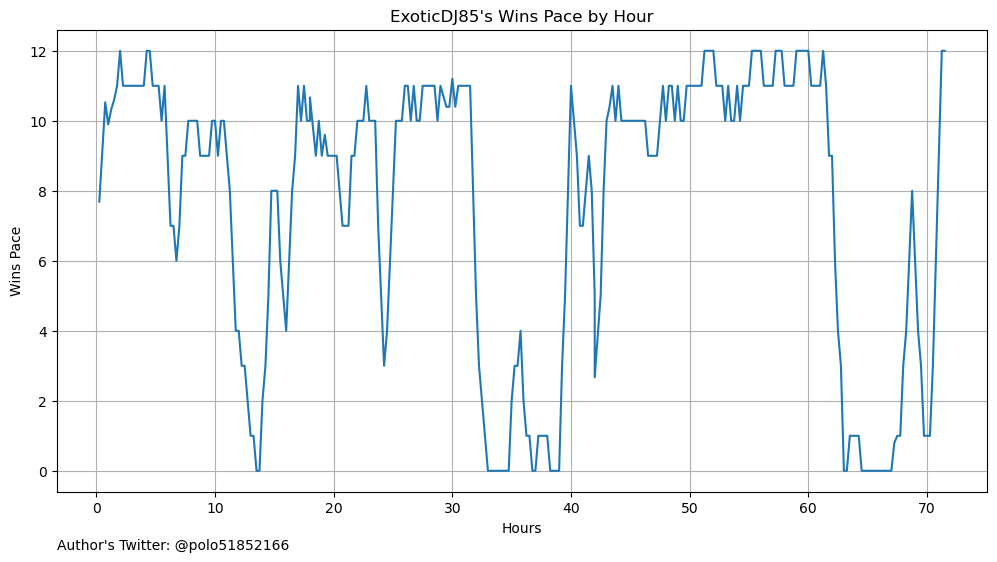 ExoticDJ85's Wins Pace by Hour
12
10
8
6
4
2
0
Wins Pace
0 10 20 30 40 50 60 70
Hours
Author's Twitter: @polo51852166